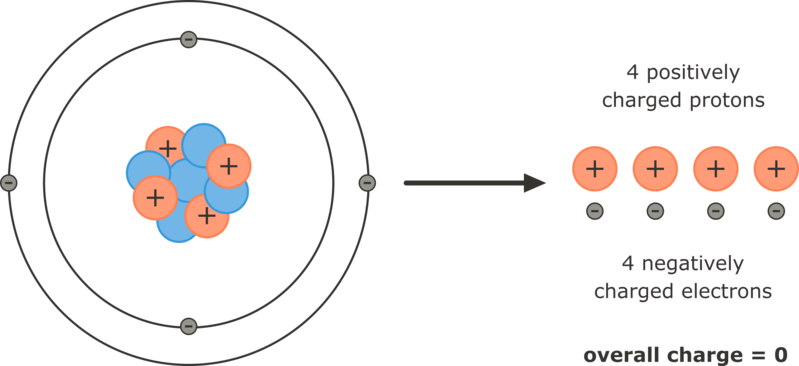 4 positively
charged protons
+ + + +
- - - -
4 negatively
charged electrons
overall charge = 0